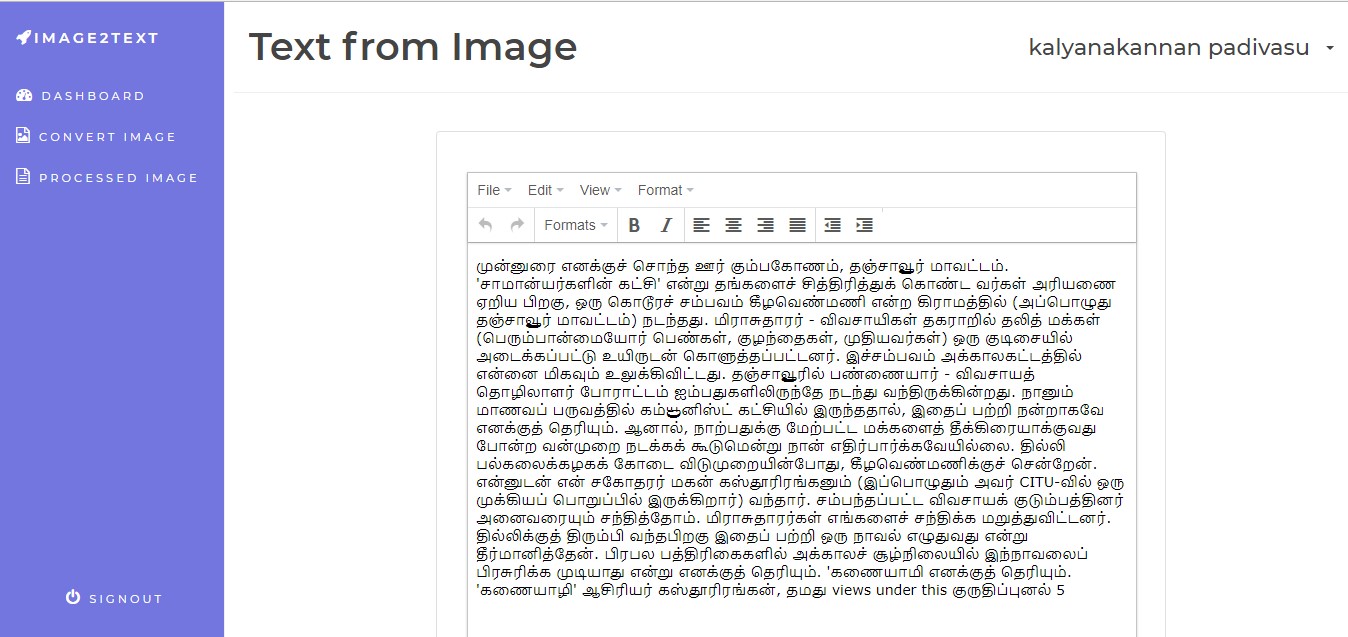 IMAGE2TEXT
DASHBOARD
CONVERT IMAGE
PROCESSED IMAGE
SIGNOUT
Text from Image
kalyanakannan padivasu
File Edit View Format
Formats B I
முன்னுரை எனக்குச் சொந்த ஊர் கும்பகோணம், தஞ்சாவூர் மாவட்டம்.
'சாமான்யர்களின் கட்சி' என்று தங்களைச் சித்திரித்துக் கொண்ட வர்கள் அரியணை
ஏறிய பிறகு, ஒரு கொடூரச் சம்பவம் கீழவெண்மணி என்ற கிராமத்தில் (அப்பொழுது
தஞ்சாவூர் மாவட்டம்) நடந்தது. மிராசுதாரர் - விவசாயிகள் தகராறில் தலித் மக்கள்
(பெரும்பான்மையோர் பெண்கள், குழந்தைகள், முதியவர்கள்) ஒரு குடிசையில்
அடைக்கப்பட்டு உயிருடன் கொளுத்தப்பட்டனர். இச்சம்பவம் அக்காலகட்டத்தில்
என்னை மிகவும் உலுக்கிவிட்டது. தஞ்சாவூரில் பண்ணையார் - விவசாயத்
தொழிலாளர் போராட்டம் ஐம்பதுகளிலிருந்தே நடந்து வந்திருக்கின்றது. நானும்
மாணவப் பருவத்தில் கம்யூனிஸ்ட் கட்சியில் இருந்ததால், இதைப் பற்றி நன்றாகவே
எனக்குத் தெரியும். ஆனால், நாற்பதுக்கு மேற்பட்ட மக்களைத் தீக்கிரையாக்குவது
போன்ற வன்முறை நடக்கக் கூடுமென்று நான் எதிர்பார்க்கவேயில்லை. தில்லி
பல்கலைக்கழகக் கோடை விடுமுறையின்போது, கீழவெண்மணிக்குச் சென்றேன்.
என்னுடன் என் சகோதரர் மகன் கஸ்தூரிரங்கனும் (இப்பொழுதும் அவர் CITU-வில் ஒரு
முக்கியப் பொறுப்பில் இருக்கிறார்) வந்தார். சம்பந்தப்பட்ட விவசாயக் குடும்பத்தினர்
அனைவரையும் சந்தித்தோம். மிராசுதாரர்கள் எங்களைச் சந்திக்க மறுத்துவிட்டனர்.
தில்லிக்குத் திரும்பி வந்தபிறகு இதைப் பற்றி ஒரு நாவல் எழுதுவது என்று
தீர்மானித்தேன். பிரபல பத்திரிகைகளில் அக்காலச் சூழ்நிலையில் இந்நாவலைப்
பிரசுரிக்க முடியாது என்று எனக்குத் தெரியும். 'கணையாமி எனக்குத் தெரியும்.
'கணையாழி' ஆசிரியர் கஸ்தூரிரங்கன், தமது views under this குருதிப்புனல் 5